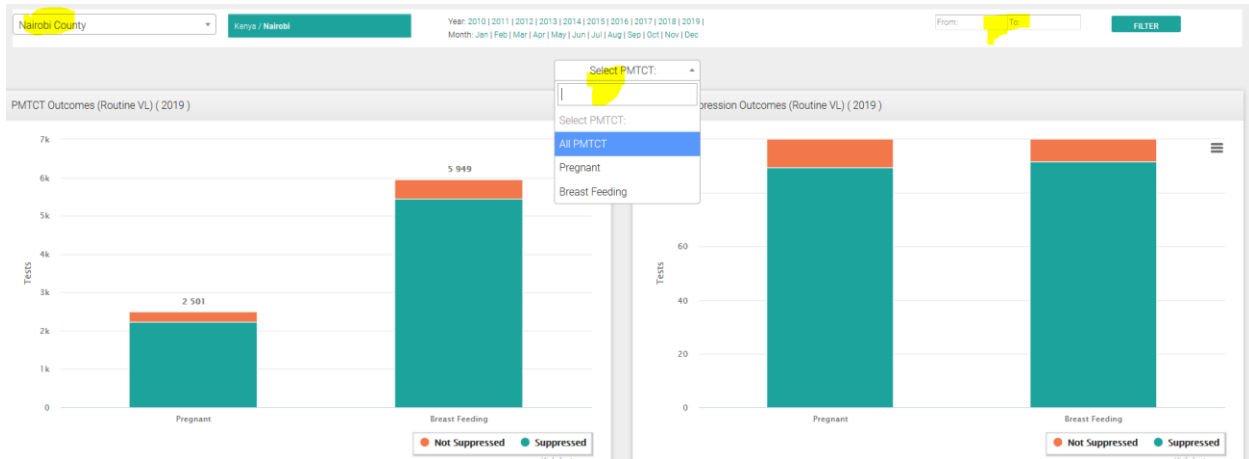 Nairobi County
Kenya / Nairobi
Year: 2010 | 2011 | 2012 | 2013 | 2014 | 2015 | 2016 | 2017 | 2018 | 2019 |
Month: Jan | Feb | Mar | Apr | May | Jun | Jul | Aug | Sep | Oct | Nov | Dec
From:
To:
FILTER
Select PMTCT:
Select PMTCT:
All PMTCT
Pregnant
Breast Feeding
PMTCT Outcomes (Routine VL) ( 2019 )
7k
6k
5k
4k
3k
2k
1k
0
Tests
2 501
5 949
Pregnant
Breast Feeding
Not Suppressed
Suppressed
pression Outcomes (Routine VL) ( 2019 )
60
40
20
0
Tests
Pregnant
Breast Feeding
Not Suppressed
Suppressed